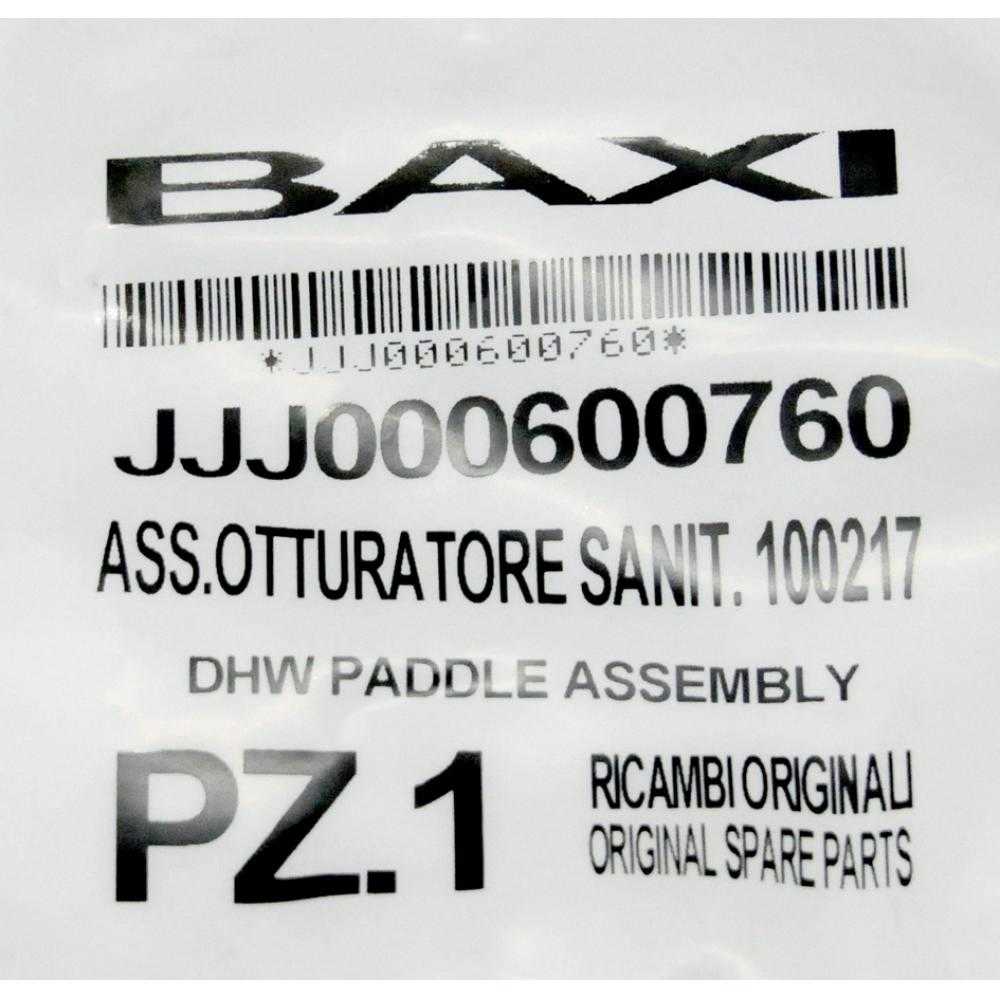 BAXI
*JJJ000600760*
JJJ000600760
ASS.OTTURATORE SANIT. 100217
DHW PADDLE ASSEMBLY
PZ.1
RICAMBI ORIGINALI
ORIGINAL SPARE PARTS